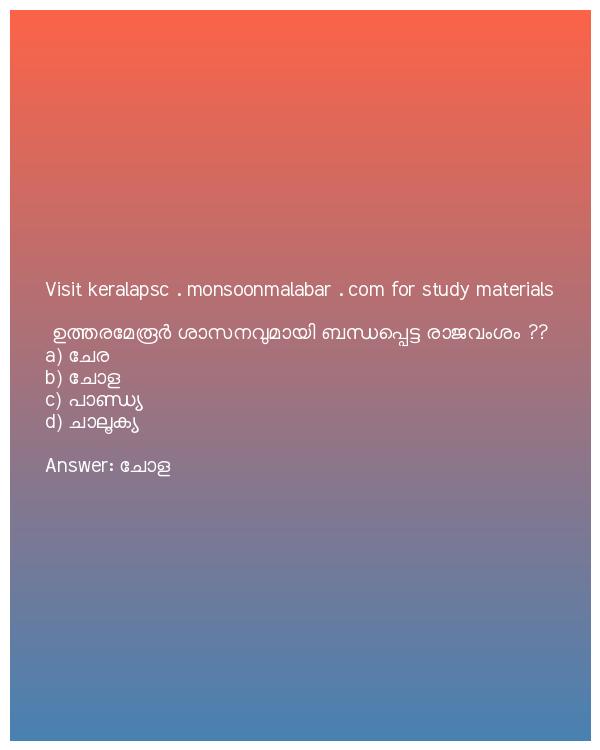 Visit keralapsc . monsoonmalabar . com for study materials
ഉത്തരമേരൂർ ശാസനവുമായി ബന്ധപ്പെട്ട രാജവംശം ??
a) ചേര
b) ചോള
c) പാണ്ഡ്യ
d) ചാലൂക്യ
Answer: ചോള